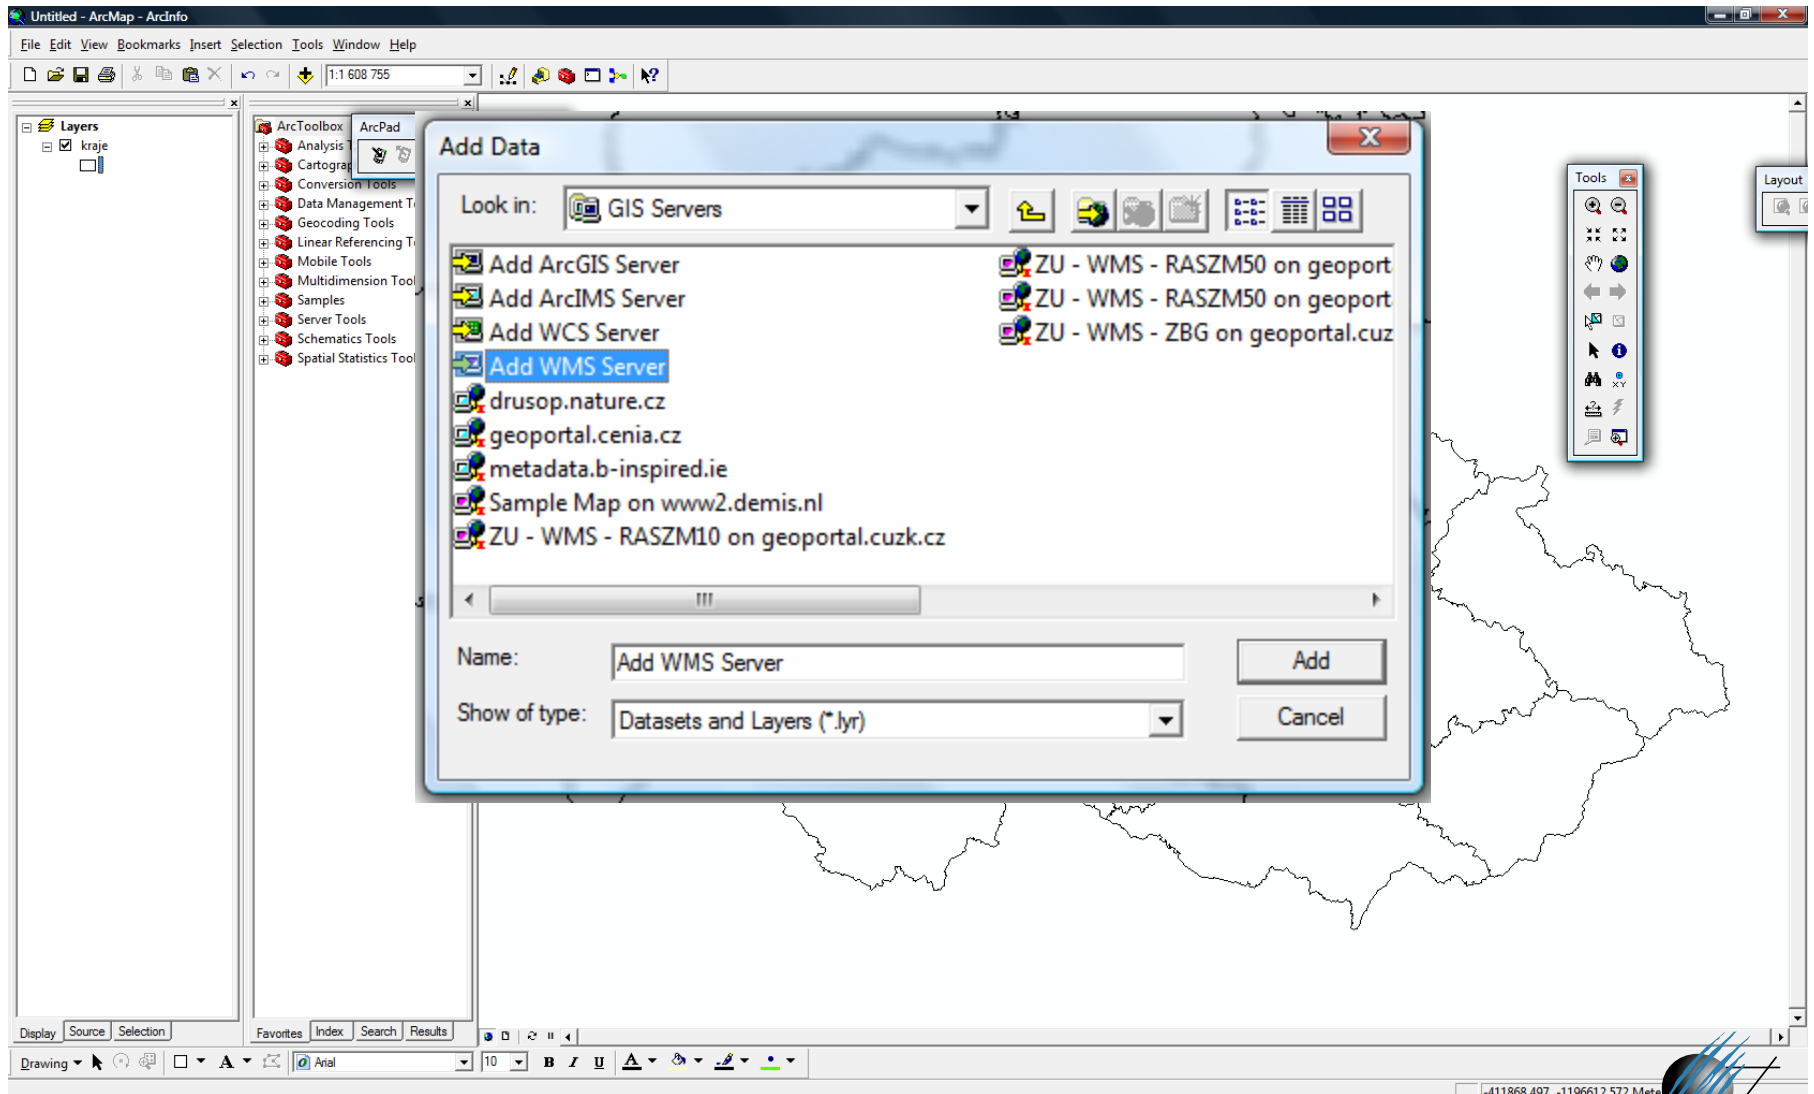 Untitled - ArcMap - ArcInfo
File Edit View Bookmarks Insert Selection Tools Window Help
1:1 608 755
Layers
kraje
ArcToolbox
Analysis
Cartograp
Conversion Tools
Data Management T
Geocoding Tools
Linear Referencing T
Mobile Tools
Multidimension Tool
Samples
Server Tools
Schematics Tools
Spatial Statistics Tool
ArcPad
Add Data
Look in: GIS Servers
Add ArcGIS Server
Add ArcIMS Server
Add WCS Server
Add WMS Server
drusop.nature.cz
geoportal.cenia.cz
metadata.b-inspired.ie
Sample Map on www2.demis.nl
ZU - WMS - RASZM10 on geoportal.cuzk.cz
ZU - WMS - RASZM50 on geoport
ZU - WMS - RASZM50 on geoport
ZU - WMS - ZBG on geoportal.cuz
Name: Add WMS Server
Add
Show of type: Datasets and Layers (*.lyr)
Cancel
Tools
XY
Layout
Display Source Selection
Favorites Index Search Results
Drawing A Arial 10 B I U A
-411868,497 -1196612,572 Mete